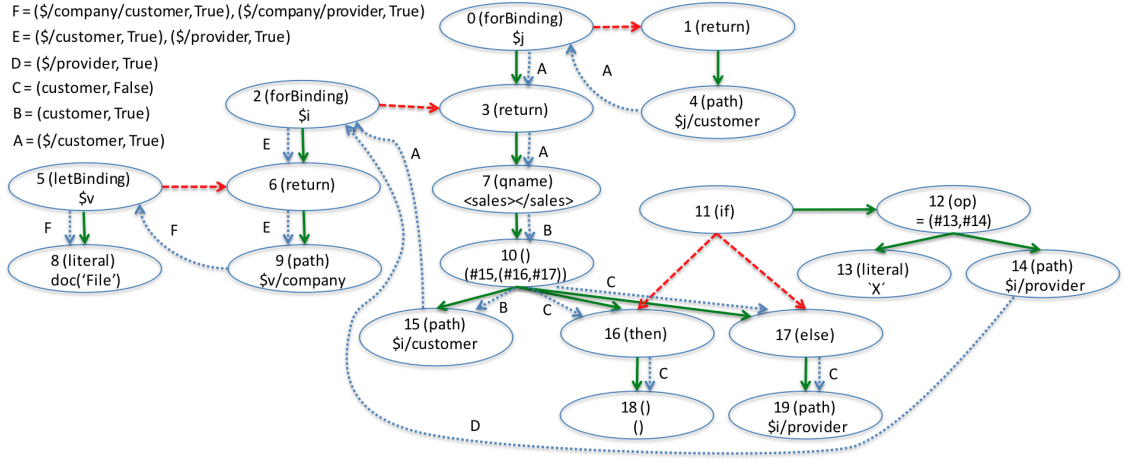 F = ($/company/customer, True), ($/company/provider, True)
E = ($/customer, True), ($/provider, True)
D = ($/provider, True)
C = (customer, False)
B = (customer, True)
A = ($/customer, True)
0 (forBinding)
$j
1 (return)
A
A
2 (forBinding)
$i
3 (return)
4 (path)
$j/customer
E
A
A
5 (letBinding)
$v
6 (return)
7 (qname)
<sales></sales>
11 (if)
12 (op)
= (#13,#14)
F
F
E
B
8 (literal)
doc('File')
9 (path)
$v/company
10 ()
(#15,(#16,#17))
13 (literal)
`X´
14 (path)
$i/provider
C
B
C
15 (path)
$i/customer
16 (then)
17 (else)
C
C
18 ()
()
19 (path)
$i/provider
D